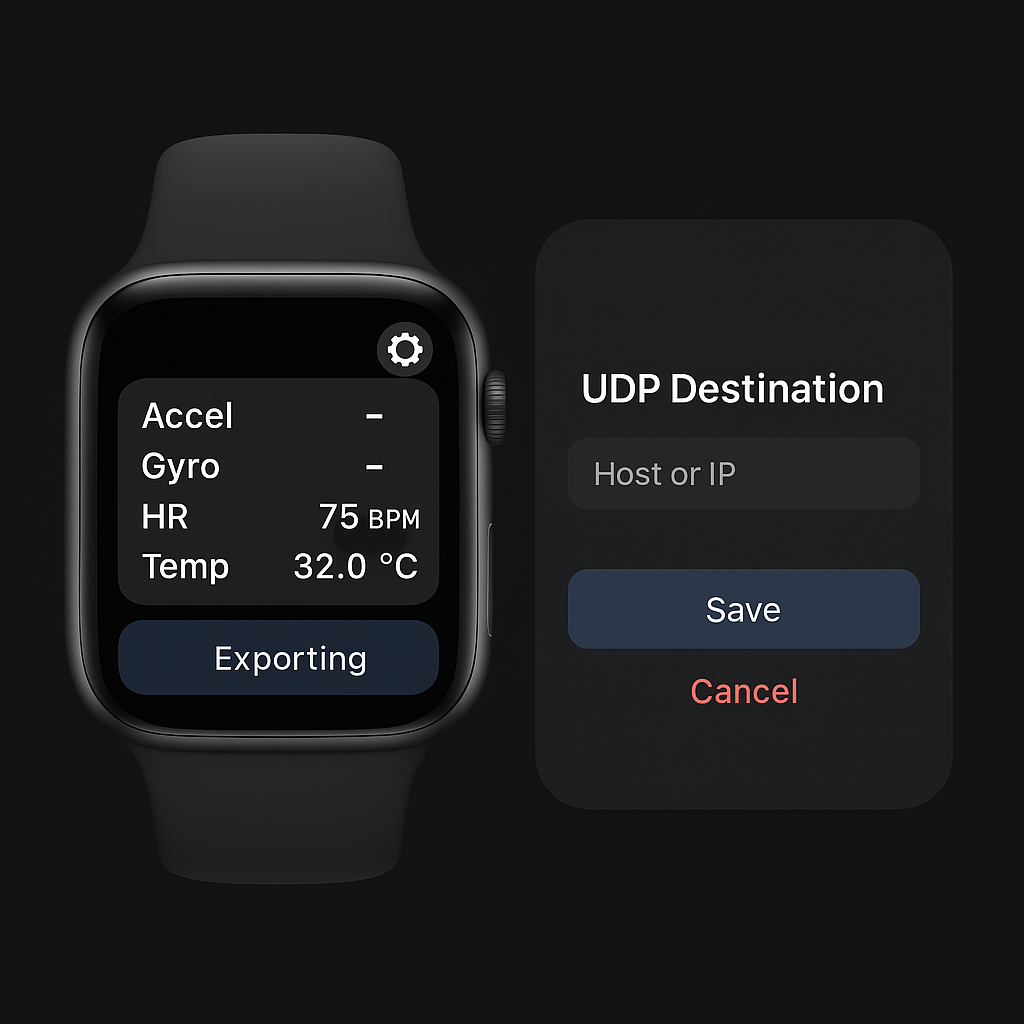 Accel –
Gyro –
HR 75 BPM
Temp 32.0 °C
Exporting
UDP Destination
Host or IP
Save
Cancel